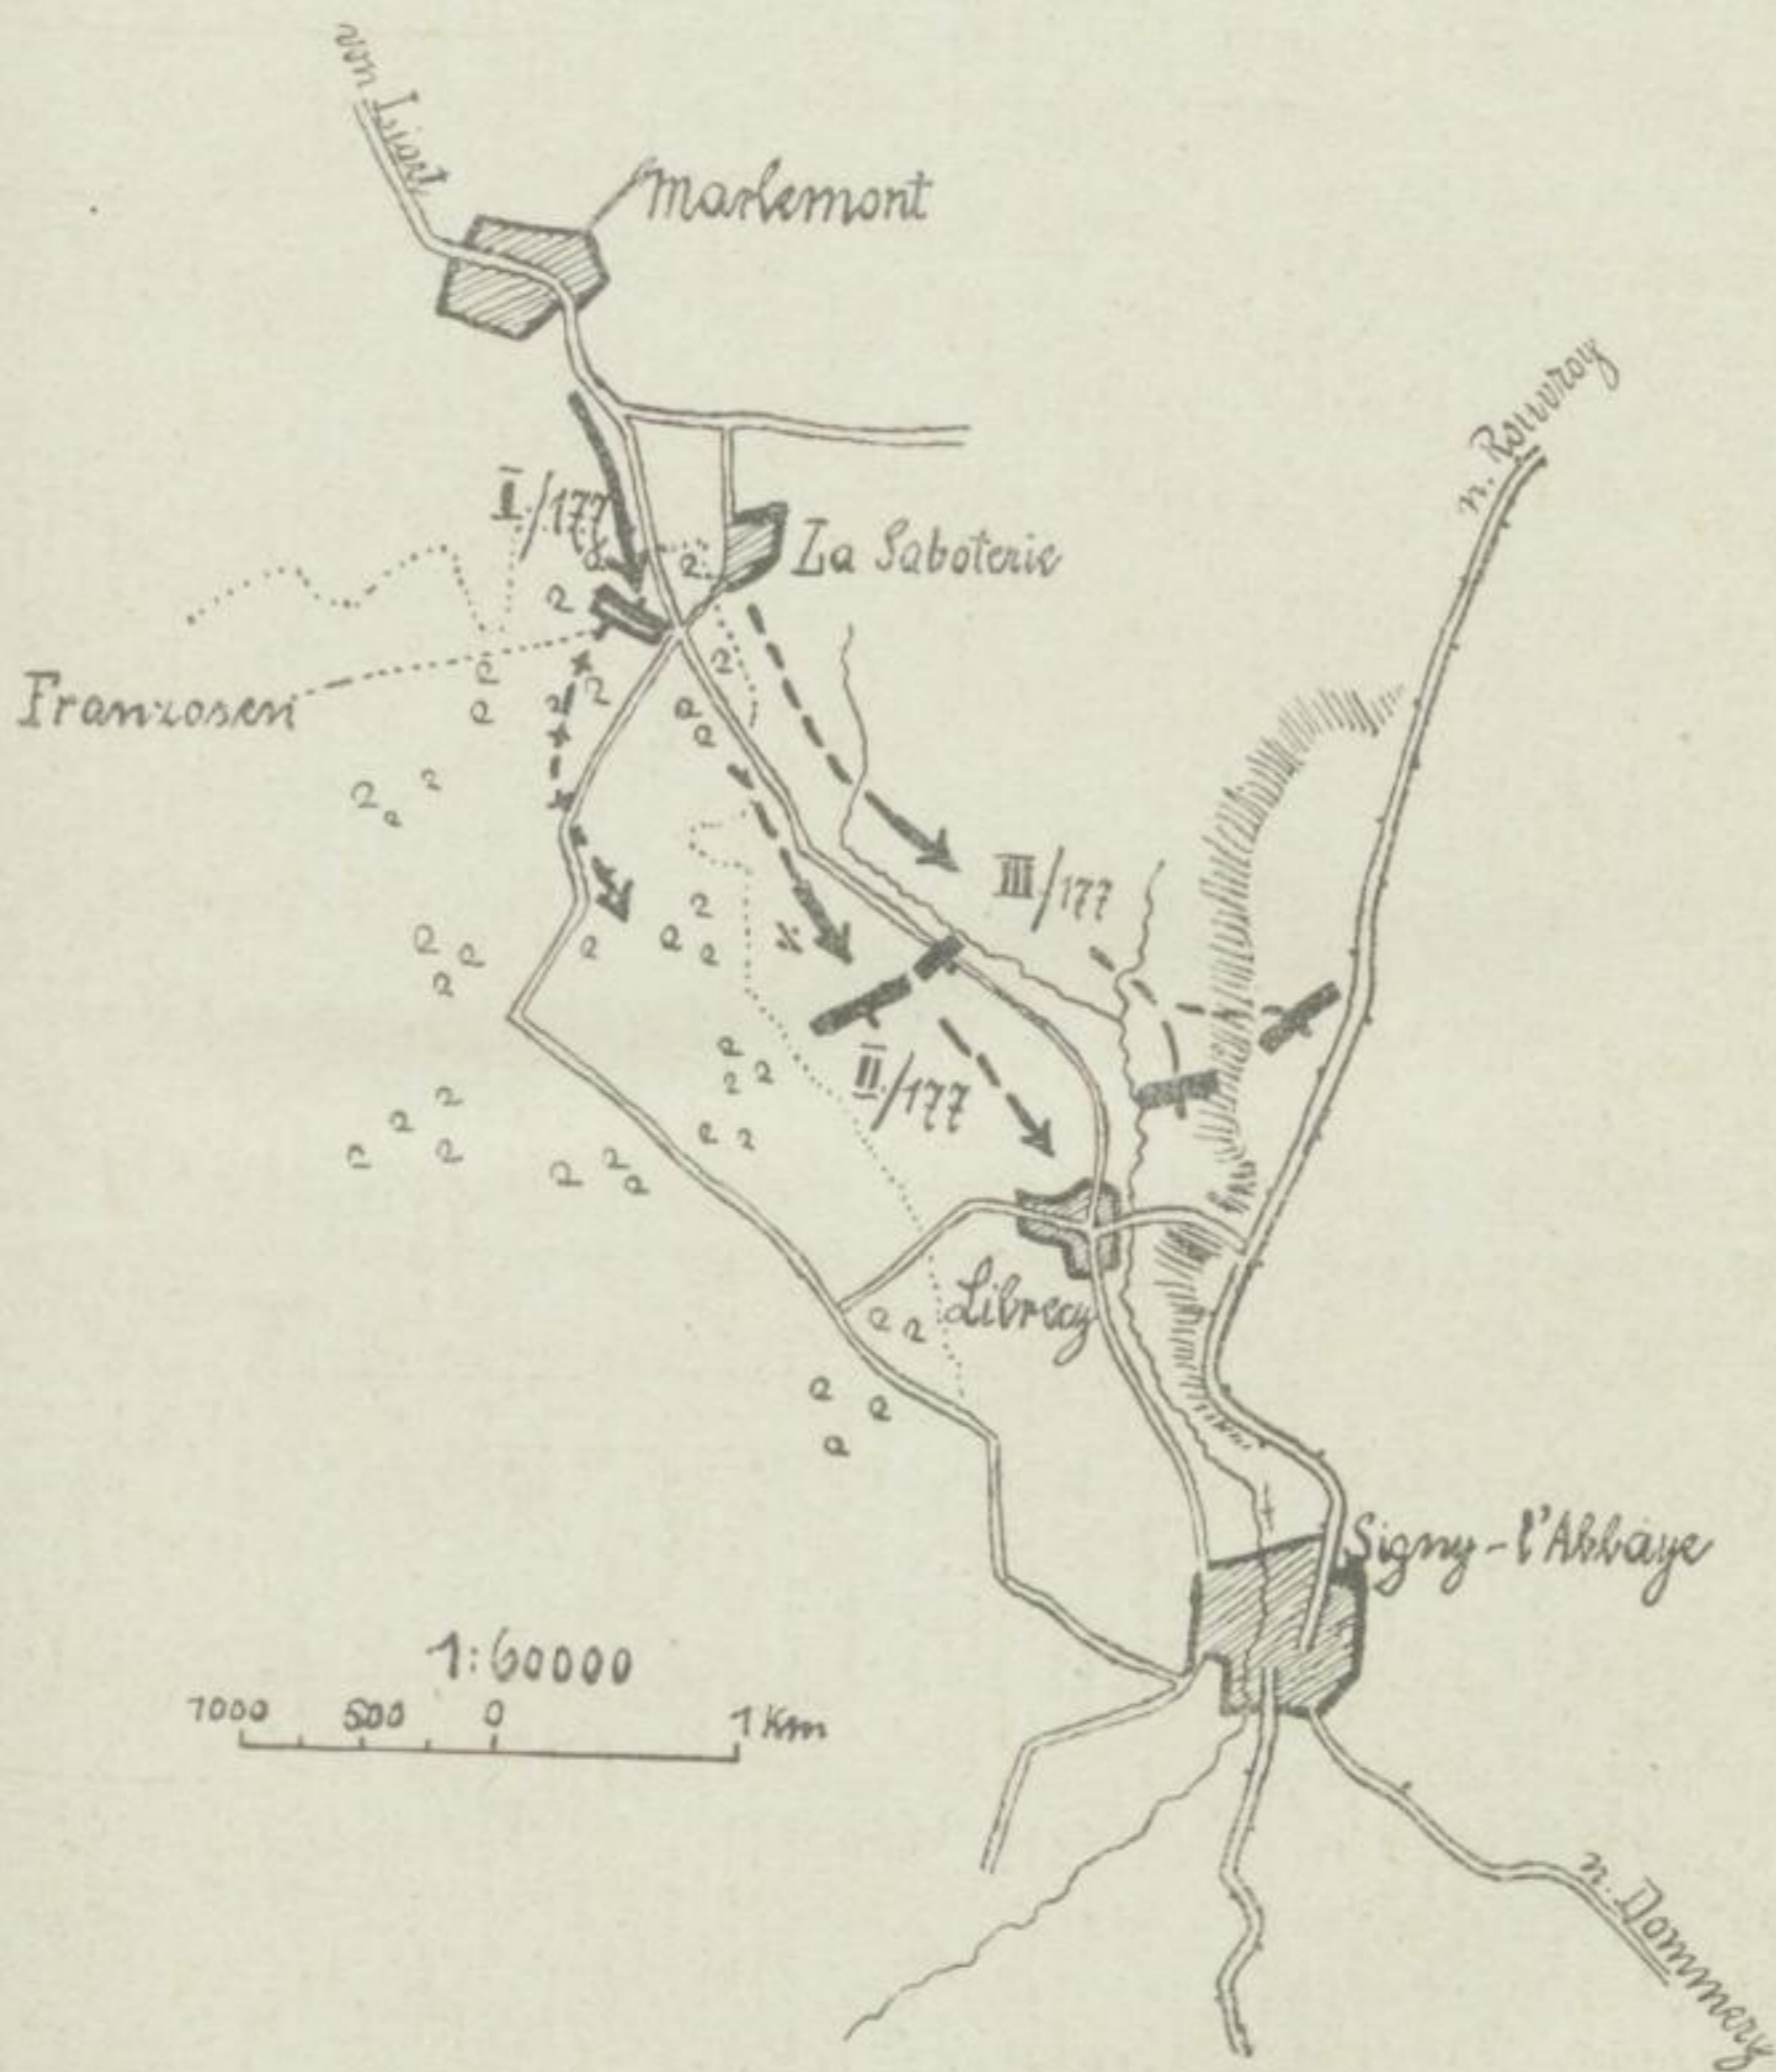 von Liart
Marlemont
n. Rouvroy
I./177
La Saboterie
Franzosen
III./177
II./177
Librecy
Signy-l'Abbaye
1:60000
1000 500 0 1 Km
n. Dommery